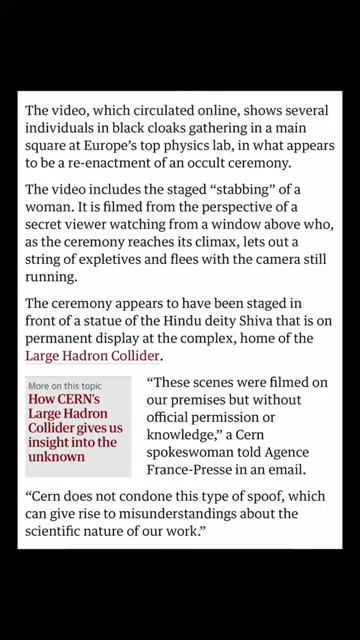 The video, which circulated online, shows several
individuals in black cloaks gathering in a main
square at Europe’s top physics lab, in what appears
to be a re-enactment of an occult ceremony.
The video includes the staged “stabbing” of a
woman. It is filmed from the perspective of a
secret viewer watching from a window above who,
as the ceremony reaches its climax, lets out a
string of expletives and flees with the camera still
running.
The ceremony appears to have been staged in
front of a statue of the Hindu deity Shiva that is on
permanent display at the complex, home of the
Large Hadron Collider.
More on this topic
How CERN’s
Large Hadron
Collider gives us
insight into the
unknown
“These scenes were filmed on
our premises but without
official permission or
knowledge,” a Cern
spokeswoman told Agence
France-Presse in an email.
“Cern does not condone this type of spoof, which
can give rise to misunderstandings about the
scientific nature of our work.”